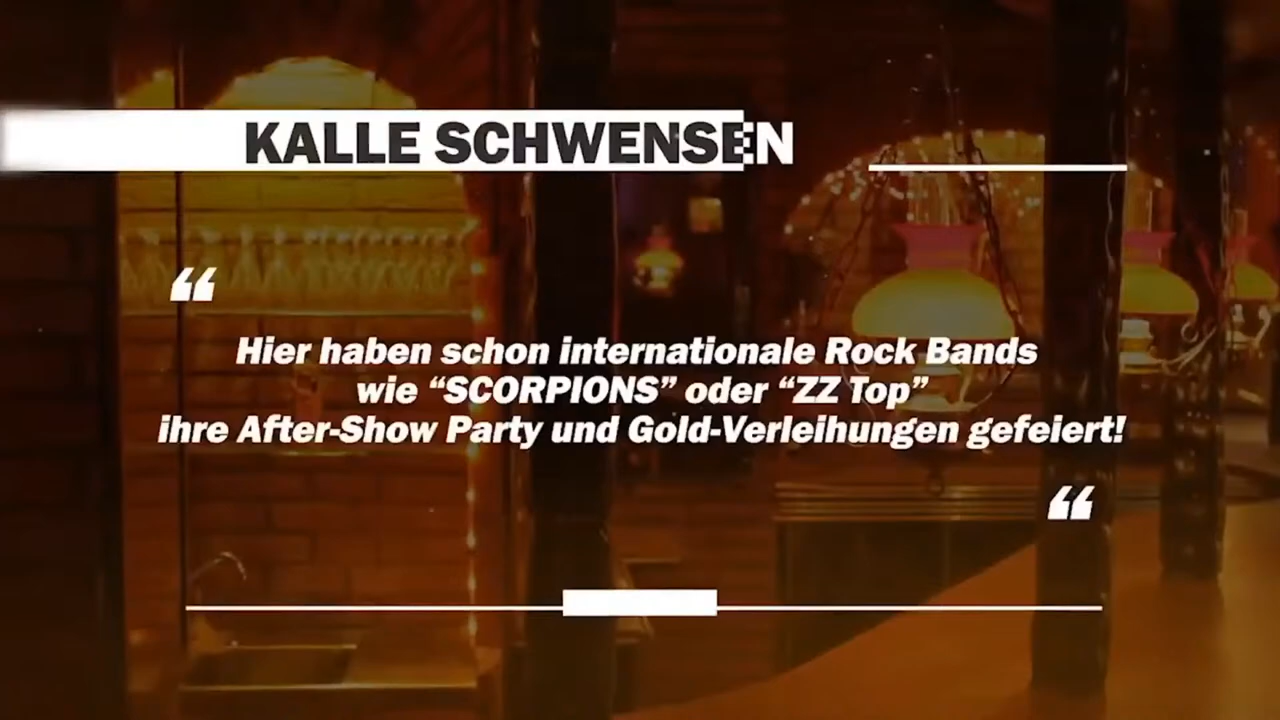 KALLE SCHWENSEN
“
Hier haben schon internationale Rock Bands
wie “SCORPIONS” oder “ZZ Top”
ihre After-Show Party und Gold-Verleihungen gefeiert!
“